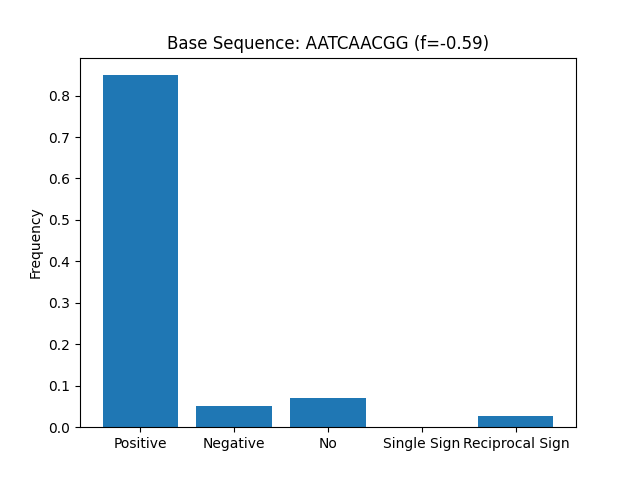 Base Sequence: AATCAACGG (f=-0.59)
Frequency
0.8
0.7
0.6
0.5
0.4
0.3
0.2
0.1
0.0
Positive
Negative
No
Single Sign
Reciprocal Sign